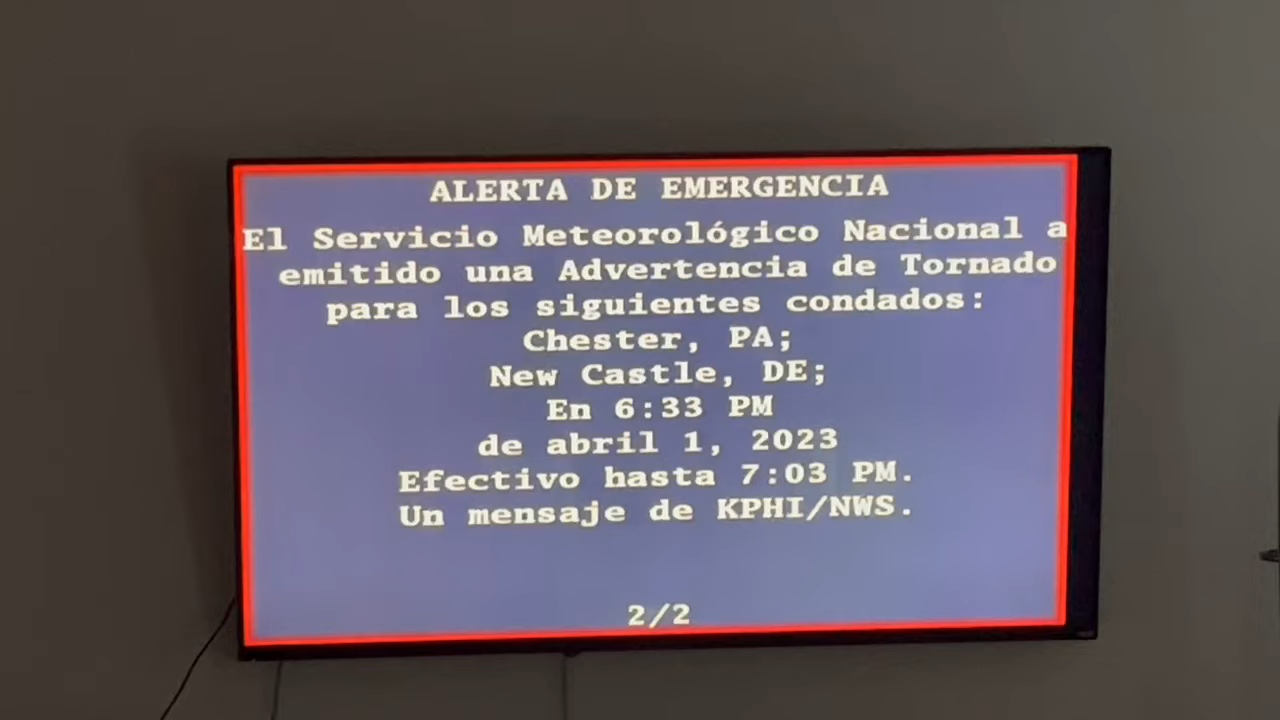 ALERTA DE EMERGENCIA
El Servicio Meteorológico Nacional a
emitido una Advertencia de Tornado
para los siguientes condados:
Chester, PA;
New Castle, DE;
En 6:33 PM
de abril 1, 2023
Efectivo hasta 7:03 PM.
Un mensaje de KPHI/NWS.
2/2